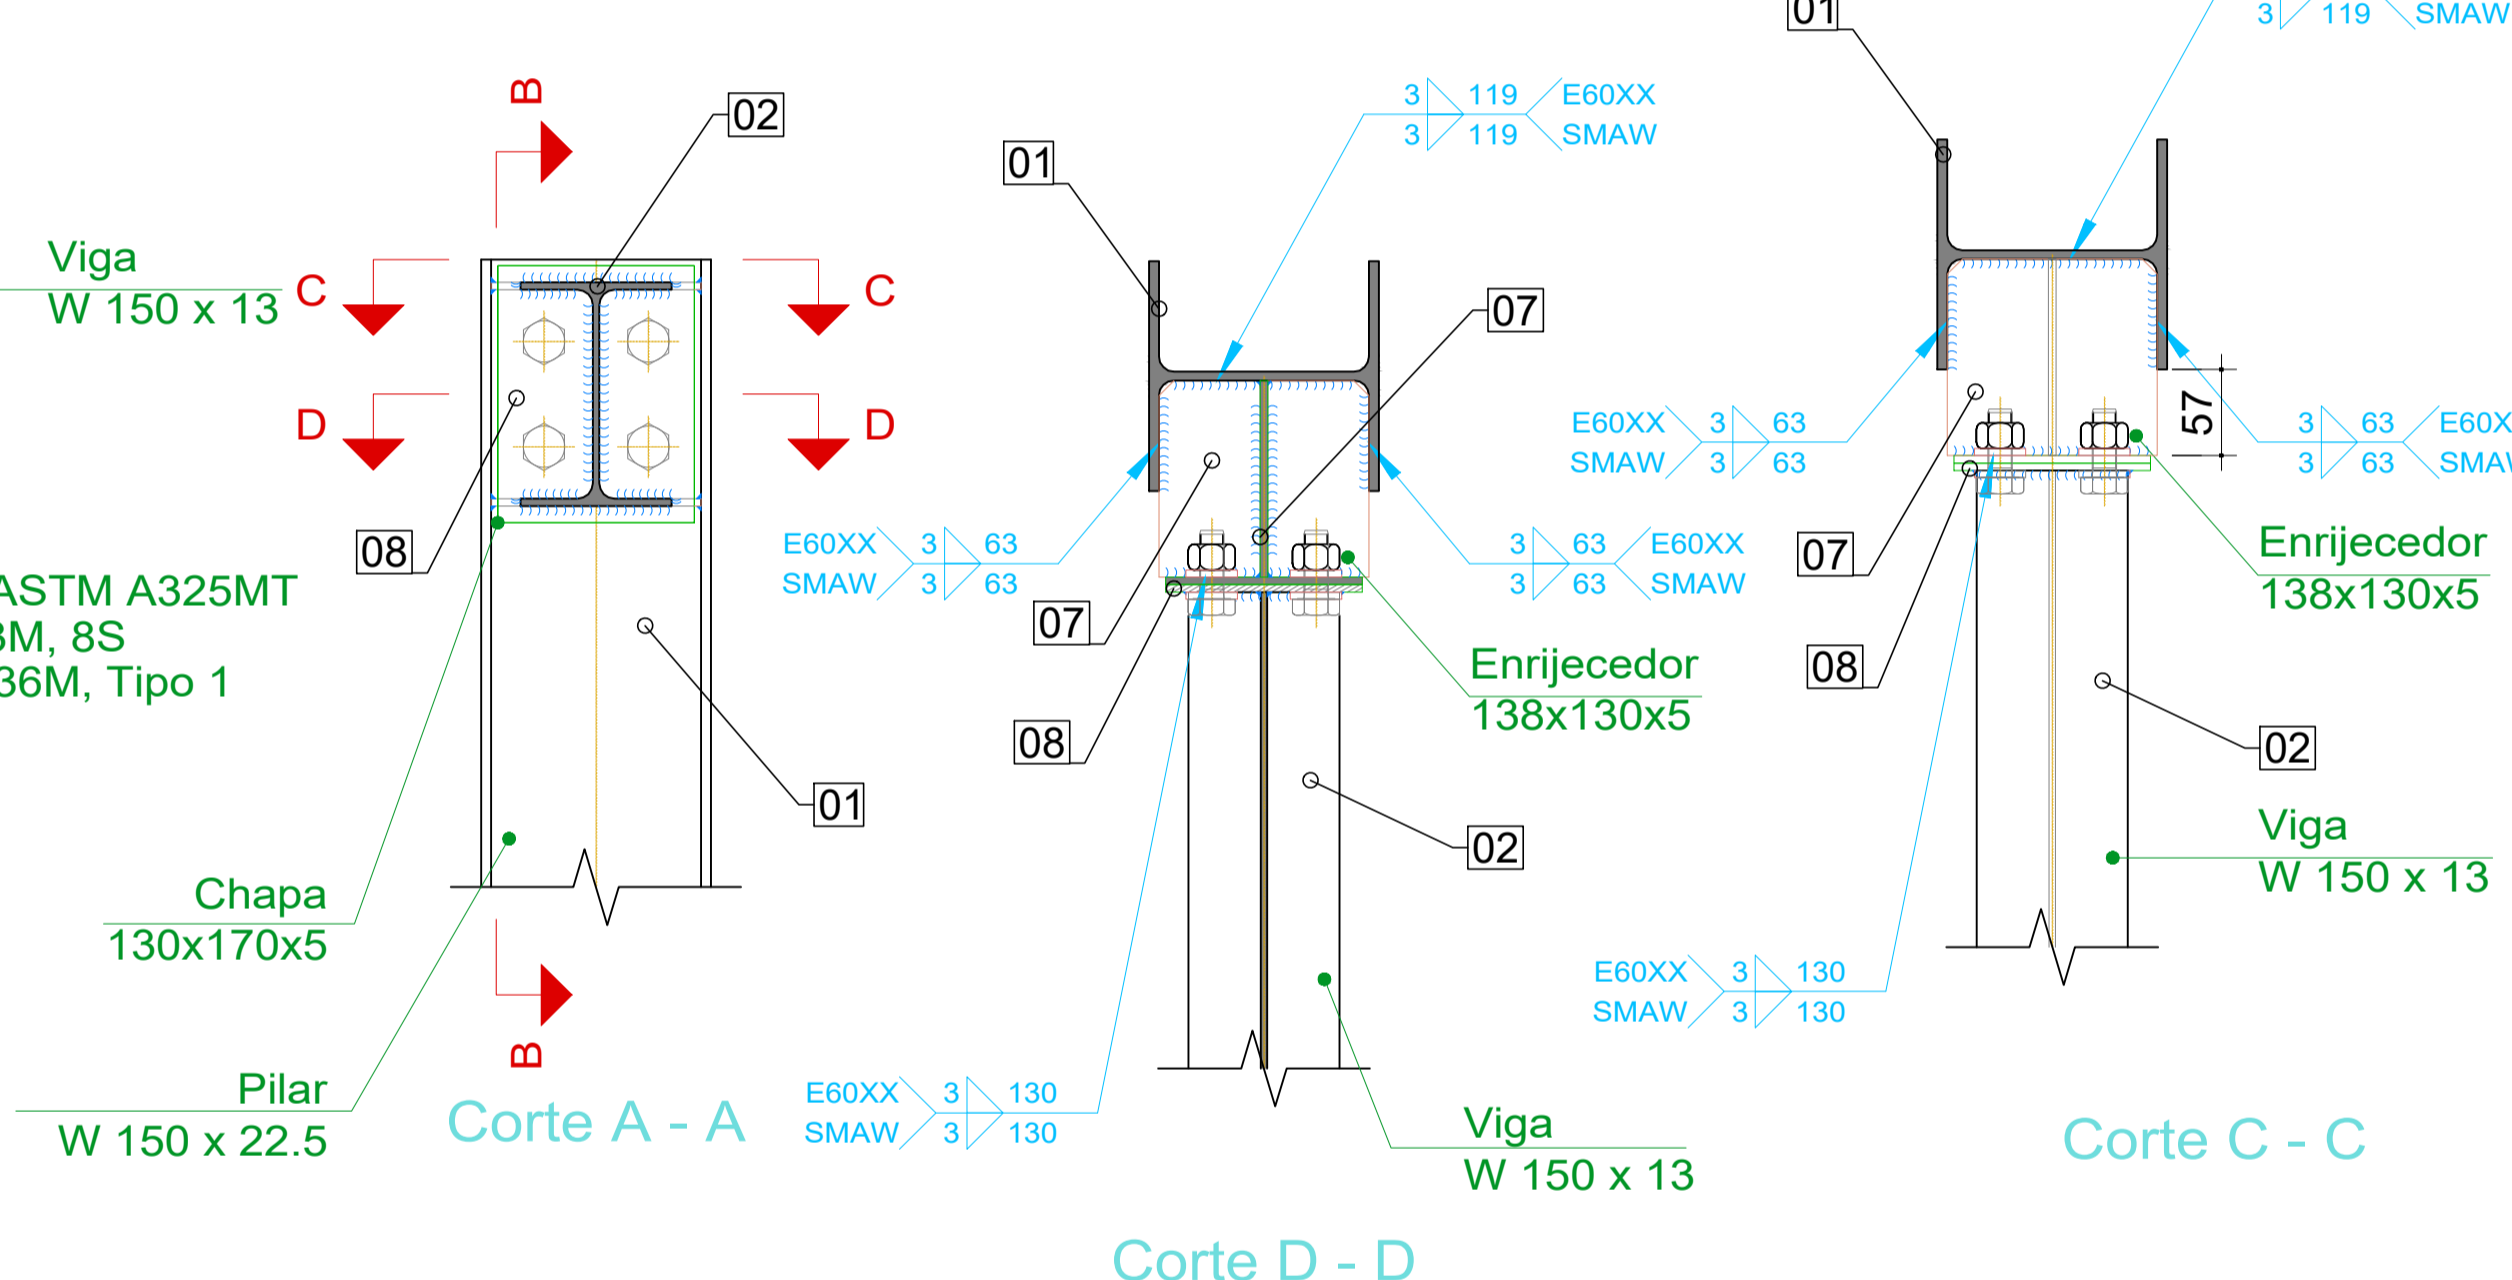 Viga
W 150 x 13
ASTM A325MT
M, 8S
36M, Tipo 1
B
02
C
C
D
D
08
01
Chapa
130x170x5
Pilar
W 150 x 22.5
B
Corte A - A
3 119 E60XX
3 119 SMAW
01
07
E60XX 3 63
SMAW 3 63
3 63 E60XX
3 63 SMAW
07
08
Enrijecedor
138x130x5
02
E60XX 3 130
SMAW 3 130
Viga
W 150 x 13
Corte D - D
01
3 119 SMAW
E60XX 3 63
SMAW 3 63
57
3 63 E60X
3 63 SMAW
07
08
Enrijecedor
138x130x5
02
Viga
W 150 x 13
E60XX 3 130
SMAW 3 130
Corte C - C